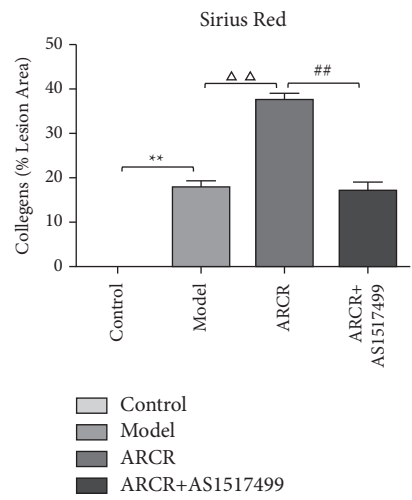 Sirius Red
Collegens (% Lesion Area)
50
40
30
20
10
0
**
△ △
##
Control
Model
ARCR
ARCR+
AS1517499
Control
Model
ARCR
ARCR+AS1517499